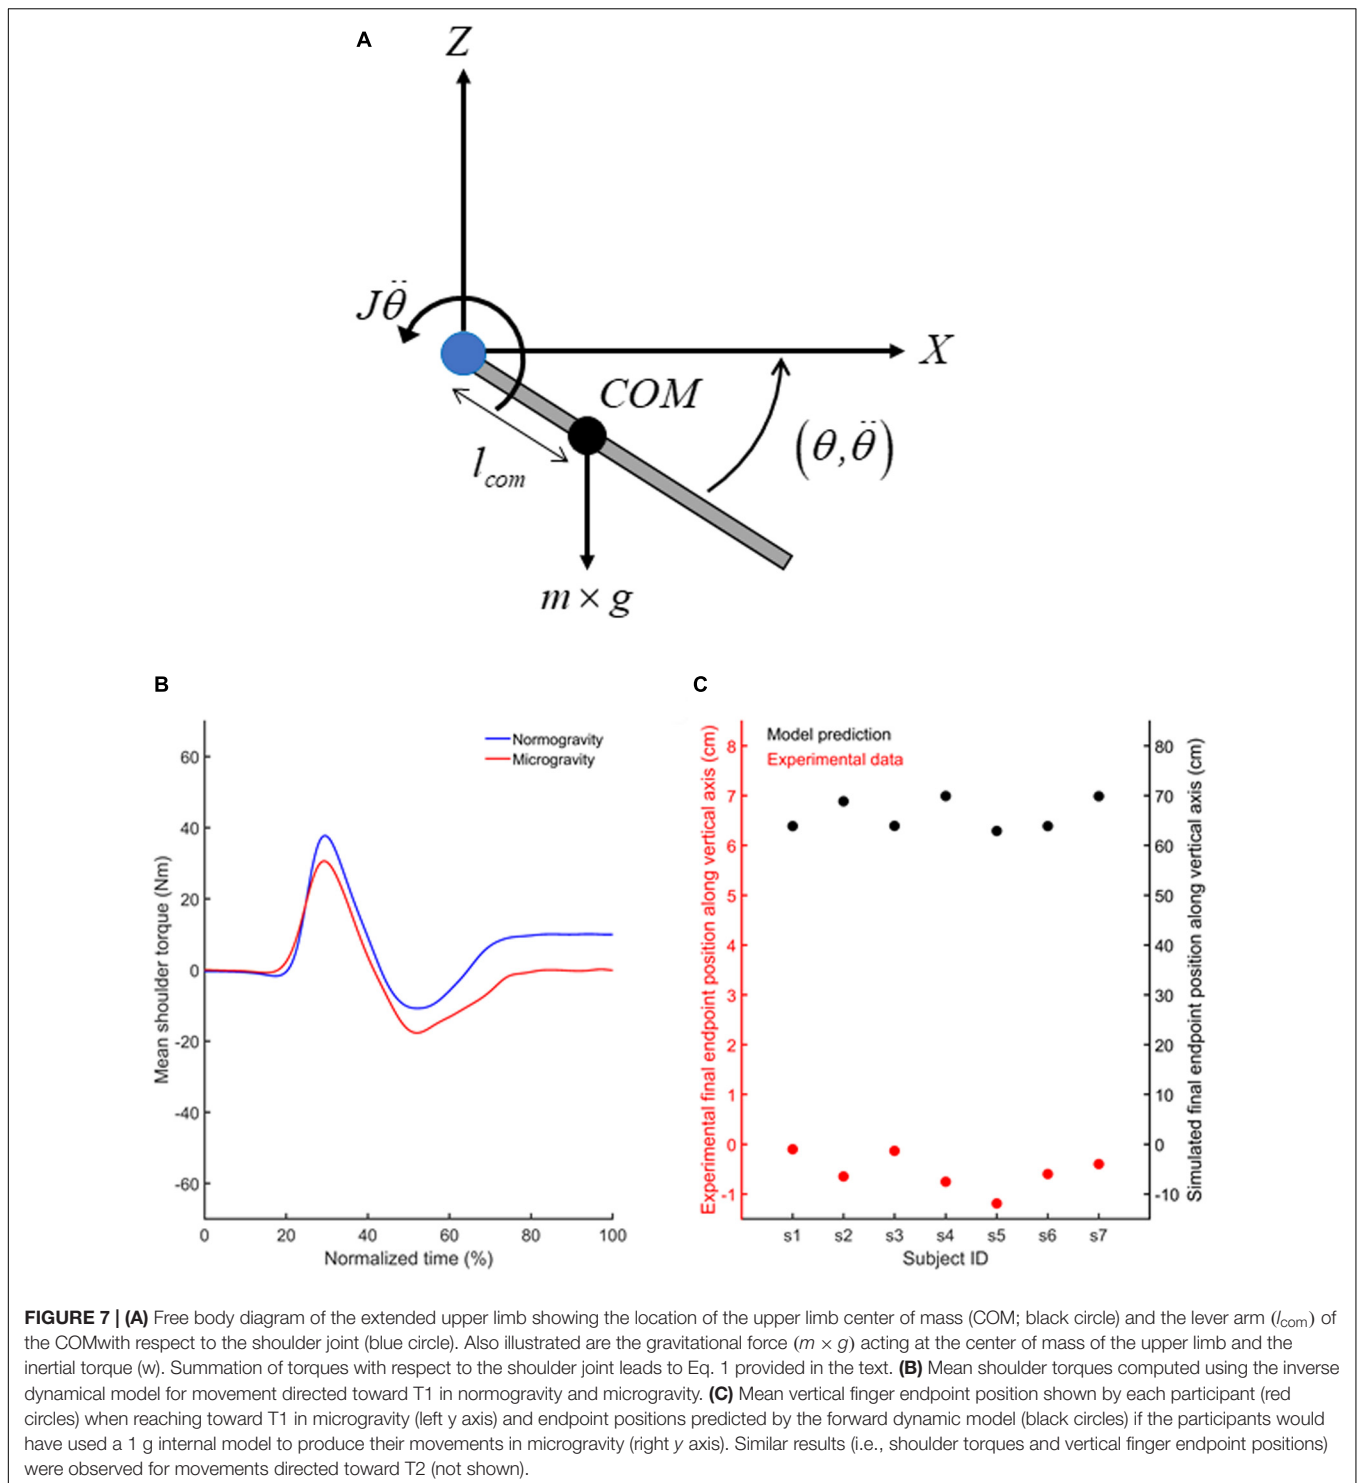 A
Z
Jθ̈
X
COM
(θ,θ̈)
l_com
m × g
B
C
Normogravity
Microgravity
60
40
20
0
-20
-40
-60
Mean shoulder torque (Nm)
0 20 40 60 80 100
Normalized time (%)
Model prediction
Experimental data
8
7
6
5
4
3
2
1
0
-1
Experimental final endpoint position along vertical axis (cm)
80
70
60
50
40
30
20
10
0
-10
Simulated final endpoint position along vertical axis (cm)
s1 s2 s3 s4 s5 s6 s7
Subject ID
FIGURE 7 | (A) Free body diagram of the extended upper limb showing the location of the upper limb center of mass (COM; black circle) and the lever arm (l_com) of
the COMwith respect to the shoulder joint (blue circle). Also illustrated are the gravitational force (m × g) acting at the center of mass of the upper limb and the
inertial torque (w). Summation of torques with respect to the shoulder joint leads to Eq. 1 provided in the text. (B) Mean shoulder torques computed using the inverse
dynamical model for movement directed toward T1 in normogravity and microgravity. (C) Mean vertical finger endpoint position shown by each participant (red
circles) when reaching toward T1 in microgravity (left y axis) and endpoint positions predicted by the forward dynamic model (black circles) if the participants would
have used a 1 g internal model to produce their movements in microgravity (right y axis). Similar results (i.e., shoulder torques and vertical finger endpoint positions)
were observed for movements directed toward T2 (not shown).